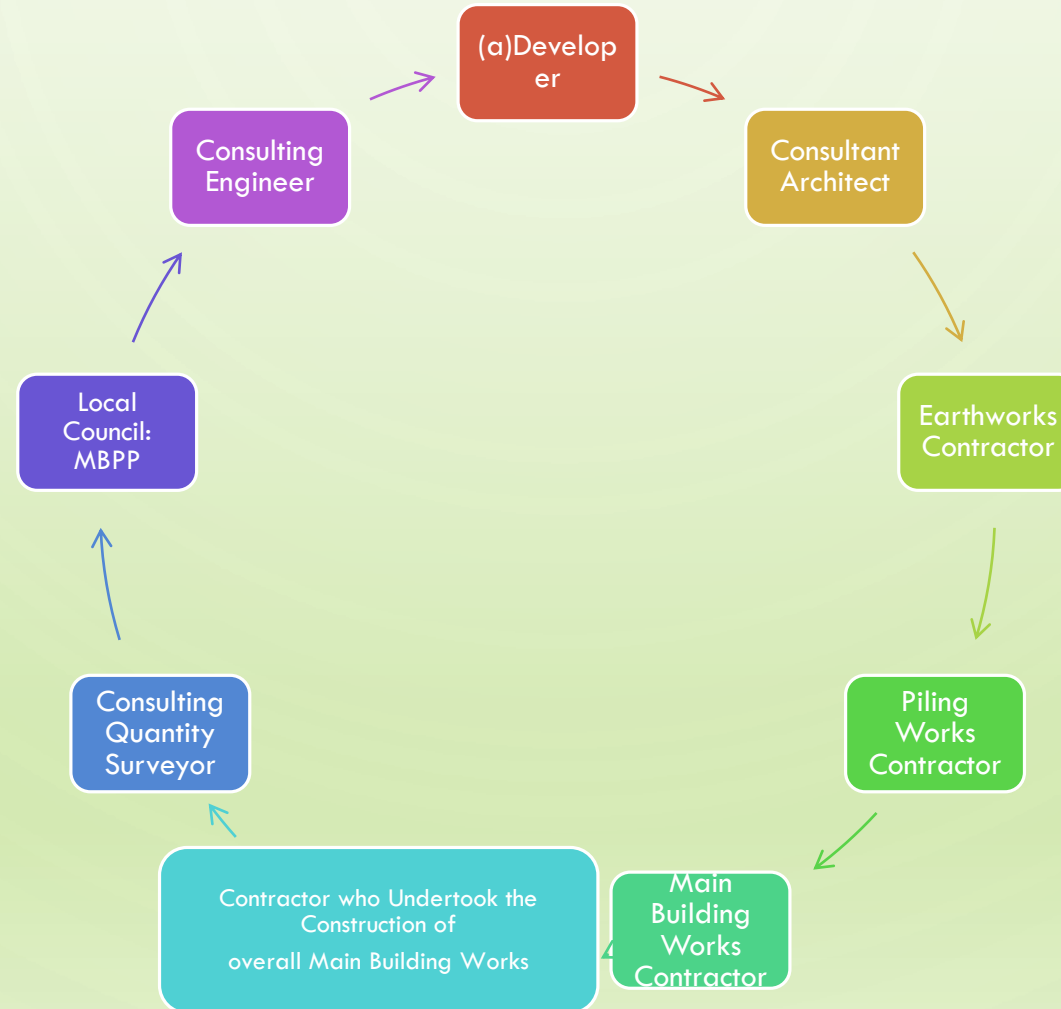 (a)Develop
er
Consultant
Architect
Earthworks
Contractor
Piling
Works
Contractor
Main
Building
Works
Contractor
Contractor who Undertook the
Construction of
overall Main Building Works
Consulting
Quantity
Surveyor
Local
Council:
MBPP
Consulting
Engineer